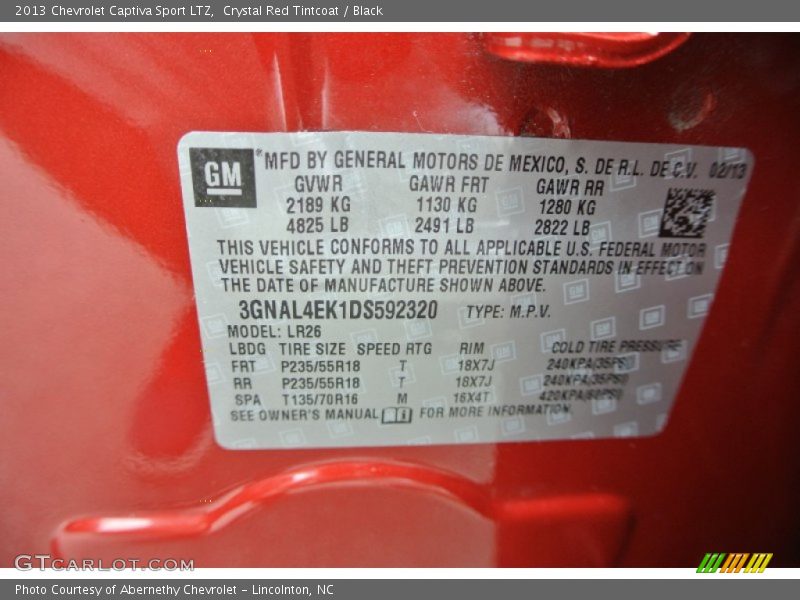 2013 Chevrolet Captiva Sport LTZ, Crystal Red Tintcoat / Black
GM
*MFD BY GENERAL MOTORS DE MEXICO, S. DE R.L. DE C.V. 02/13
GVWR GAWR FRT GAWR RR
2189 KG 1130 KG 1280 KG
4825 LB 2491 LB 2822 LB
THIS VEHICLE CONFORMS TO ALL APPLICABLE U.S. FEDERAL MOTOR
VEHICLE SAFETY AND THEFT PREVENTION STANDARDS IN EFFECT ON
THE DATE OF MANUFACTURE SHOWN ABOVE.
3GNAL4EK1DS592320 TYPE: M.P.V.
MODEL: LR26
LBDG TIRE SIZE SPEED RTG RIM COLD TIRE PRESSURE
FRT P235/55R18 T 18X7J 240KPA(35PSI)
RR P235/55R18 T 18X7J 240KPA(35PSI)
SPA T135/70R16 M 16X4T 420KPA(60PSI)
SEE OWNER'S MANUAL FOR MORE INFORMATION.
GTCARLOT.COM
Photo Courtesy of Abernethy Chevrolet – Lincolnton, NC